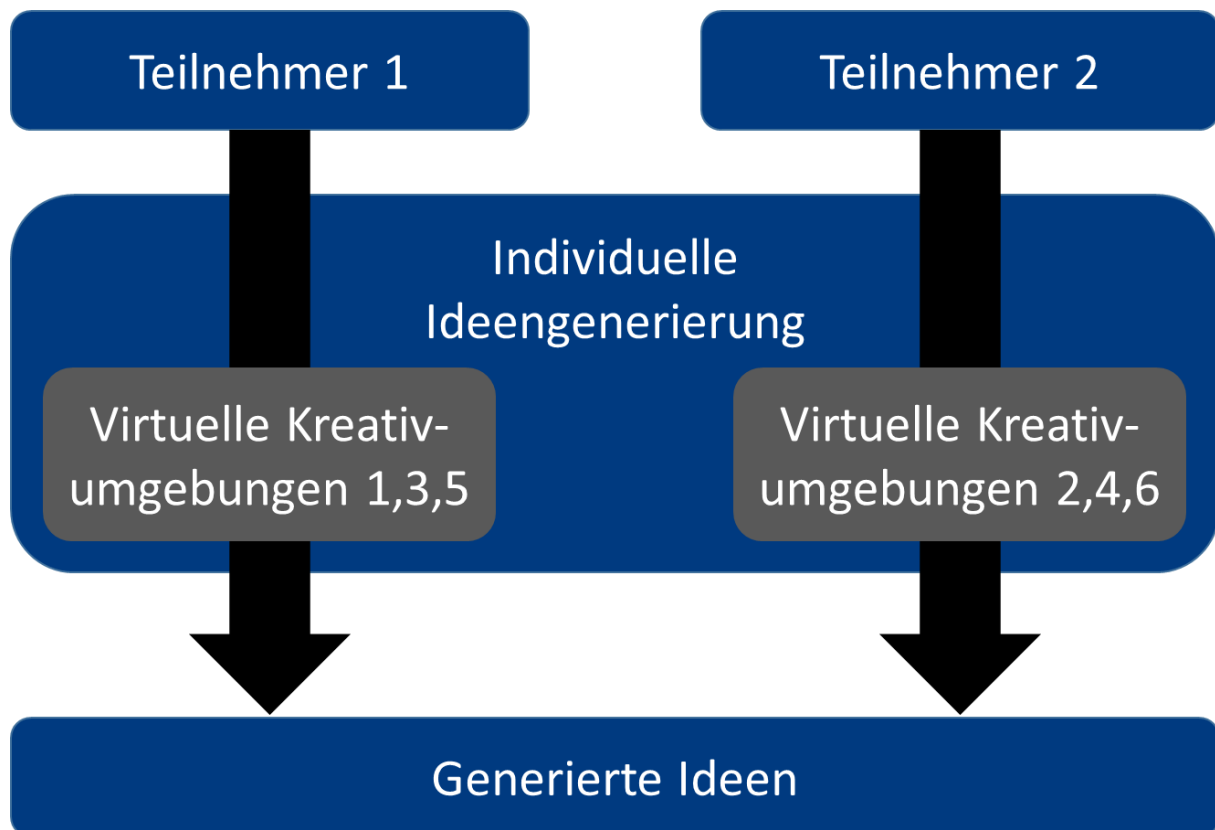 Teilnehmer 1
Teilnehmer 2
Individuelle
Ideengenerierung
Virtuelle Kreativ-
umgebungen 1,3,5
Virtuelle Kreativ-
umgebungen 2,4,6
Generierte Ideen